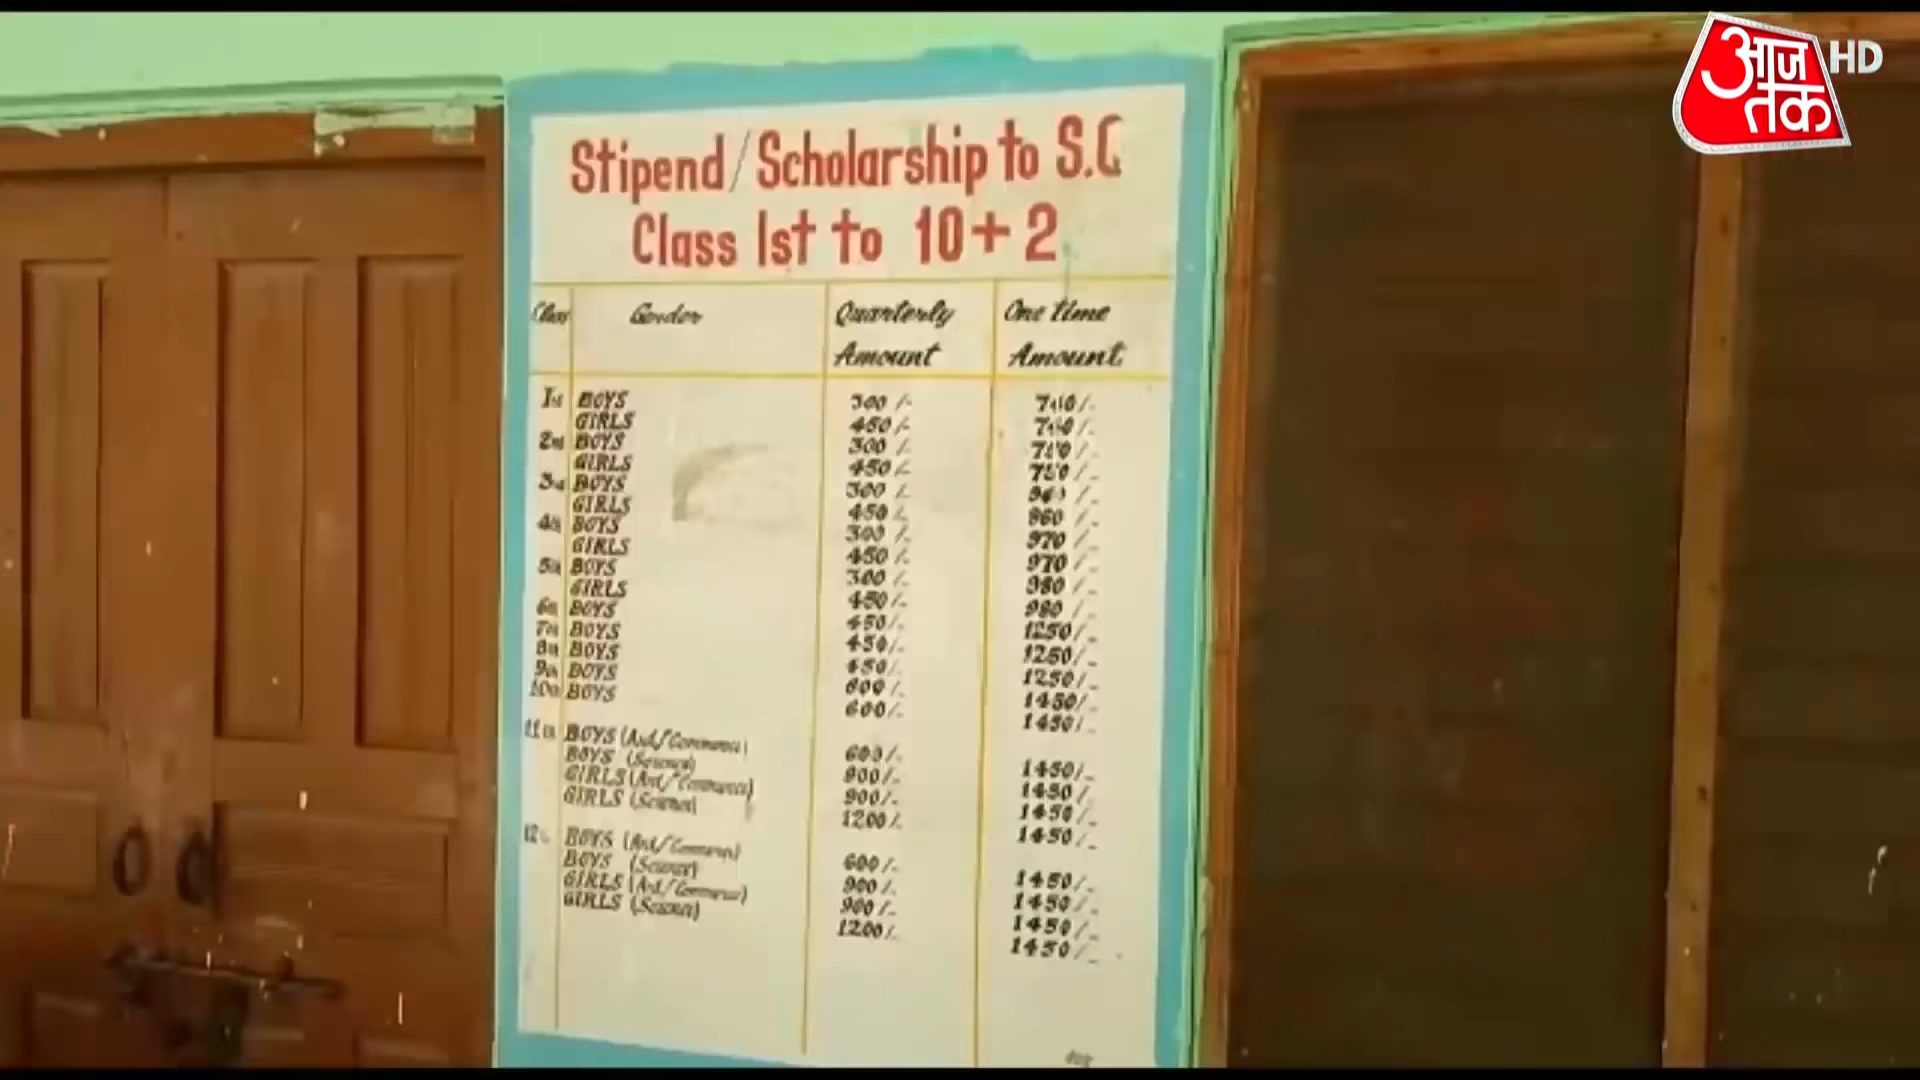 आज तक HD
Stipend/Scholarship to S.C
Class 1st to 10+2
Class Gender Quarterly Amount One time Amount
1st BOYS 300/-
GIRLS 450/-
2nd BOYS 300/- 750/-
GIRLS 450/- 750/-
3rd BOYS 300/- 960/-
GIRLS 450/- 960/-
4th BOYS 300/- 970/-
GIRLS 450/- 970/-
5th BOYS 300/- 980/-
GIRLS 450/- 980/-
6th BOYS 450/- 1250/-
7th BOYS 450/- 1250/-
8th BOYS 450/- 1250/-
9th BOYS 600/- 1450/-
10th BOYS 600/- 1450/-
11th BOYS (Art/Commerce) 600/- 1450/-
BOYS (Science) 900/- 1450/-
GIRLS (Art/Commerce) 900/- 1450/-
GIRLS (Science) 1200/- 1450/-
12th BOYS (Art/Commerce) 600/- 1450/-
BOYS (Science) 900/- 1450/-
GIRLS (Art/Commerce) 900/- 1450/-
GIRLS (Science) 1200/- 1450/-